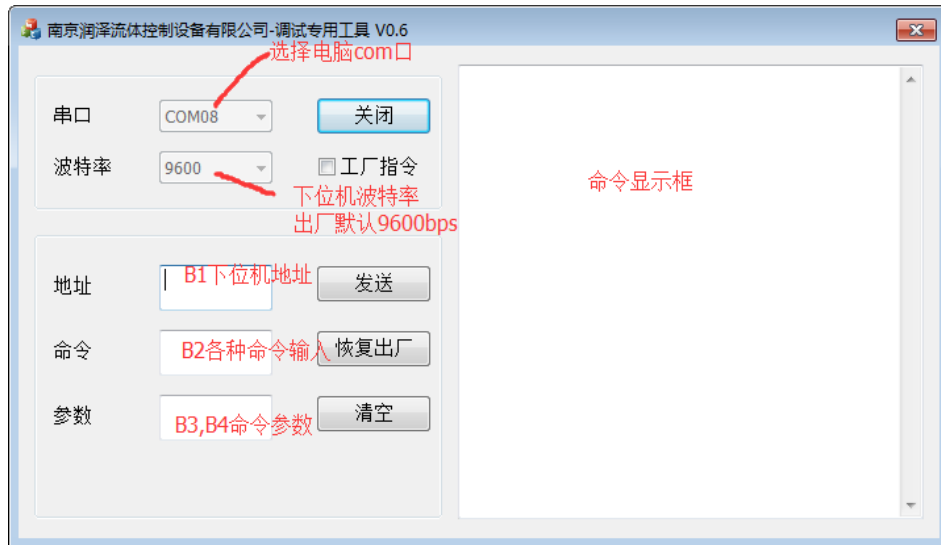 南京润泽流体控制设备有限公司-调试专用工具 V0.6
选择电脑com口
串口 COM08 关闭
波特率 9600 工厂指令
下位机波特率
出厂默认9600bps
命令显示框
地址 B1下位机地址 发送
命令 B2各种命令输入 恢复出厂
参数 B3,B4命令参数 清空